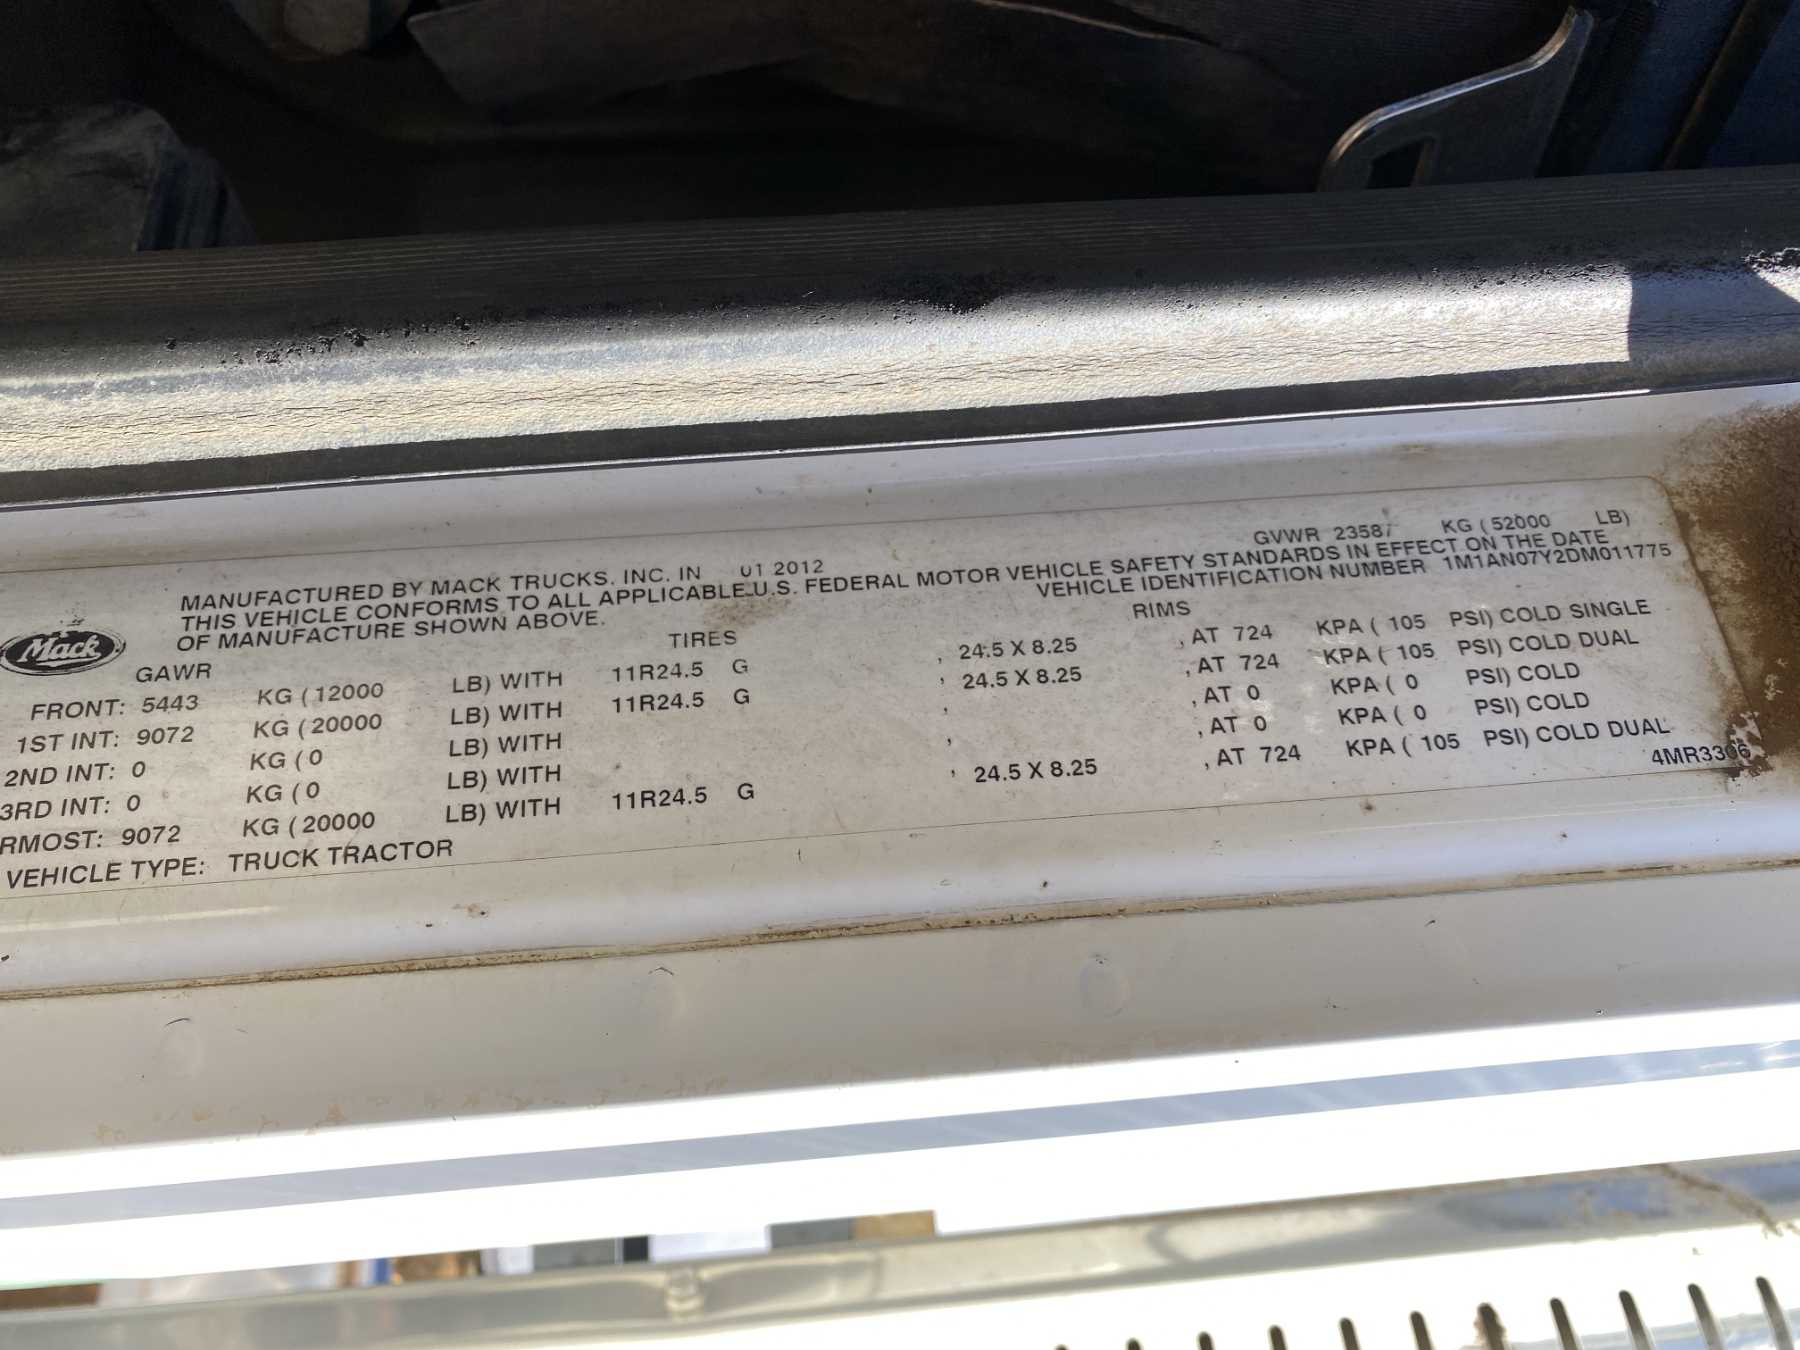 GVWR 23587 KG ( 52000 LB)
MANUFACTURED BY MACK TRUCKS. INC. IN 01 2012
THIS VEHICLE CONFORMS TO ALL APPLICABLE U.S. FEDERAL MOTOR VEHICLE SAFETY STANDARDS IN EFFECT ON THE DATE
OF MANUFACTURE SHOWN ABOVE. VEHICLE IDENTIFICATION NUMBER 1M1AN07Y2DM011775
Mack
GAWR TIRES RIMS
FRONT: 5443 KG ( 12000 LB) WITH 11R24.5 G , 24.5 X 8.25 , AT 724 KPA ( 105 PSI) COLD SINGLE
1ST INT: 9072 KG ( 20000 LB) WITH 11R24.5 G , 24.5 X 8.25 , AT 724 KPA ( 105 PSI) COLD DUAL
2ND INT: 0 KG ( 0 LB) WITH , , AT 0 KPA ( 0 PSI) COLD
3RD INT: 0 KG ( 0 LB) WITH , , AT 0 KPA ( 0 PSI) COLD
RMOST: 9072 KG ( 20000 LB) WITH 11R24.5 G , 24.5 X 8.25 , AT 724 KPA ( 105 PSI) COLD DUAL
VEHICLE TYPE: TRUCK TRACTOR 4MR3306